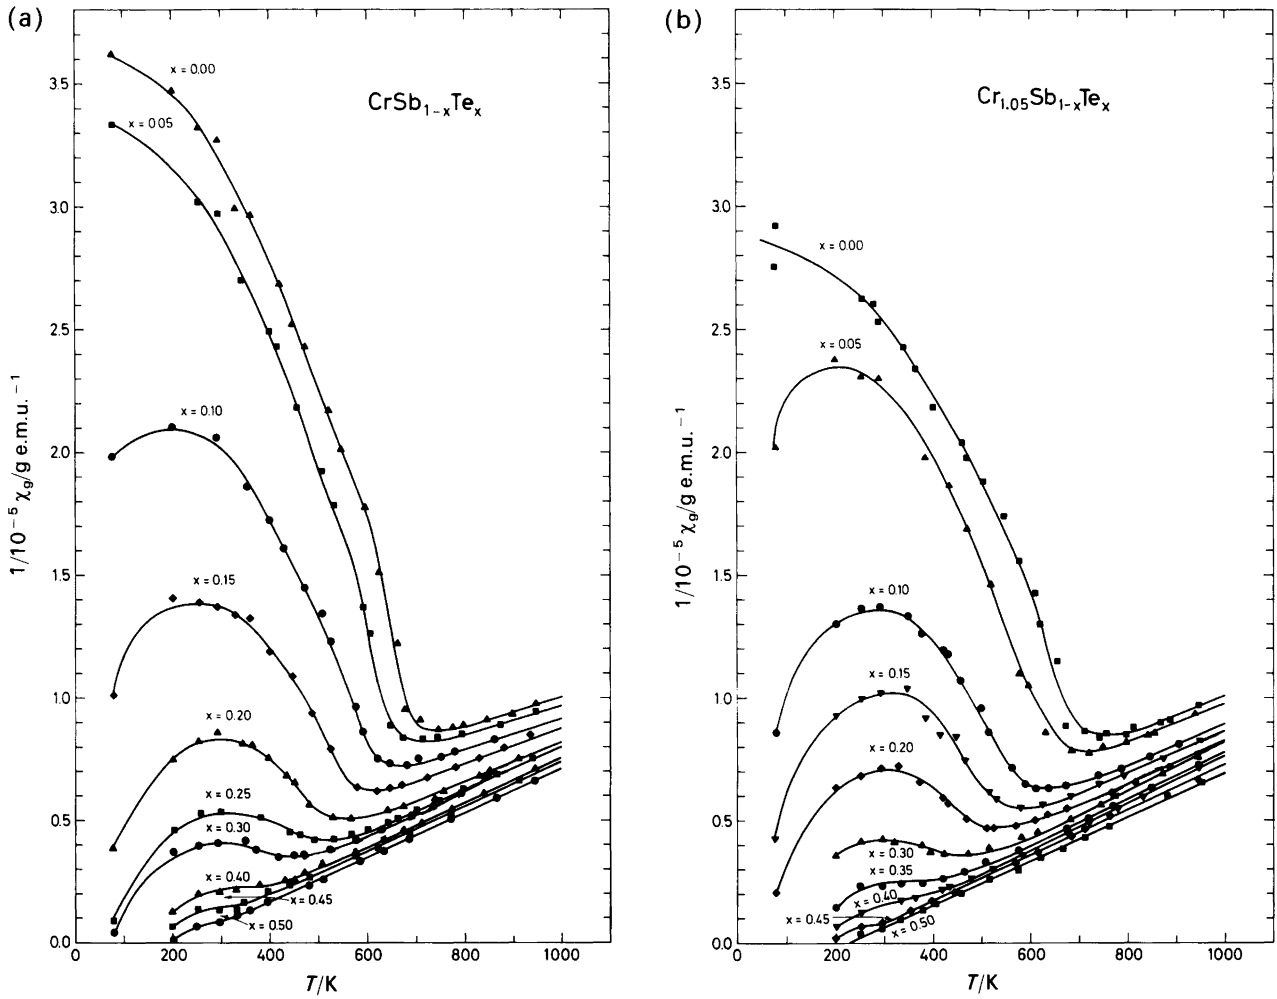 (a)
CrSb1-xTex
x = 0.00
x = 0.05
x = 0.10
x = 0.15
x = 0.20
x = 0.25
x = 0.30
x = 0.40
x = 0.45
x = 0.50
3.5
3.0
2.5
2.0
1.5
1.0
0.5
0.0
1/10⁻⁵ χg/g e.m.u.⁻¹
0 200 400 600 800 1000
T/K
(b)
Cr1.05Sb1-xTex
x = 0.00
x = 0.05
x = 0.10
x = 0.15
x = 0.20
x = 0.30
x = 0.35
x = 0.40
x = 0.45
x = 0.50
3.5
3.0
2.5
2.0
1.5
1.0
0.5
0.0
1/10⁻⁵ χg/g e.m.u.⁻¹
0 200 400 600 800 1000
T/K